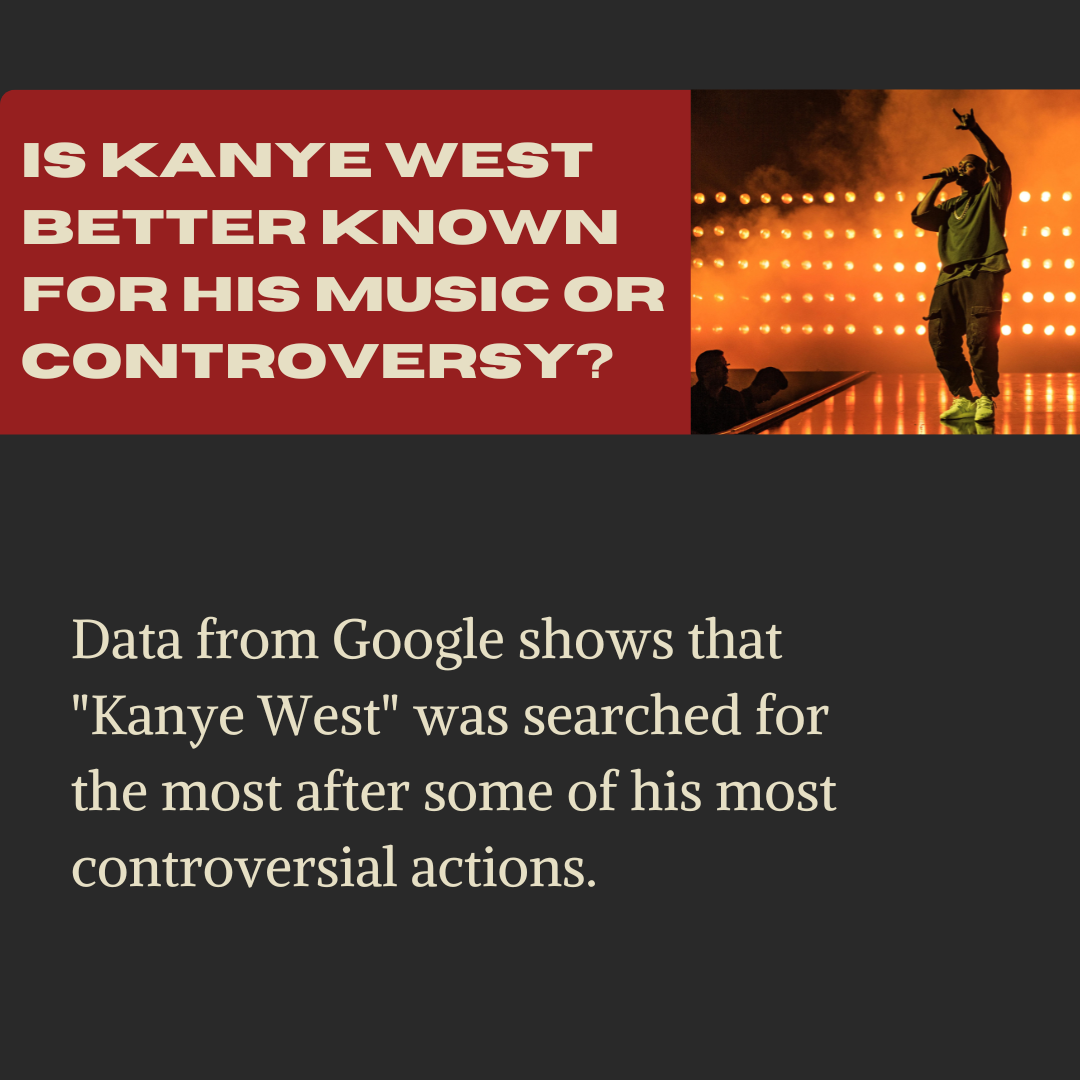 IS KANYE WEST
BETTER KNOWN
FOR HIS MUSIC OR
CONTROVERSY?
Data from Google shows that
"Kanye West" was searched for
the most after some of his most
controversial actions.